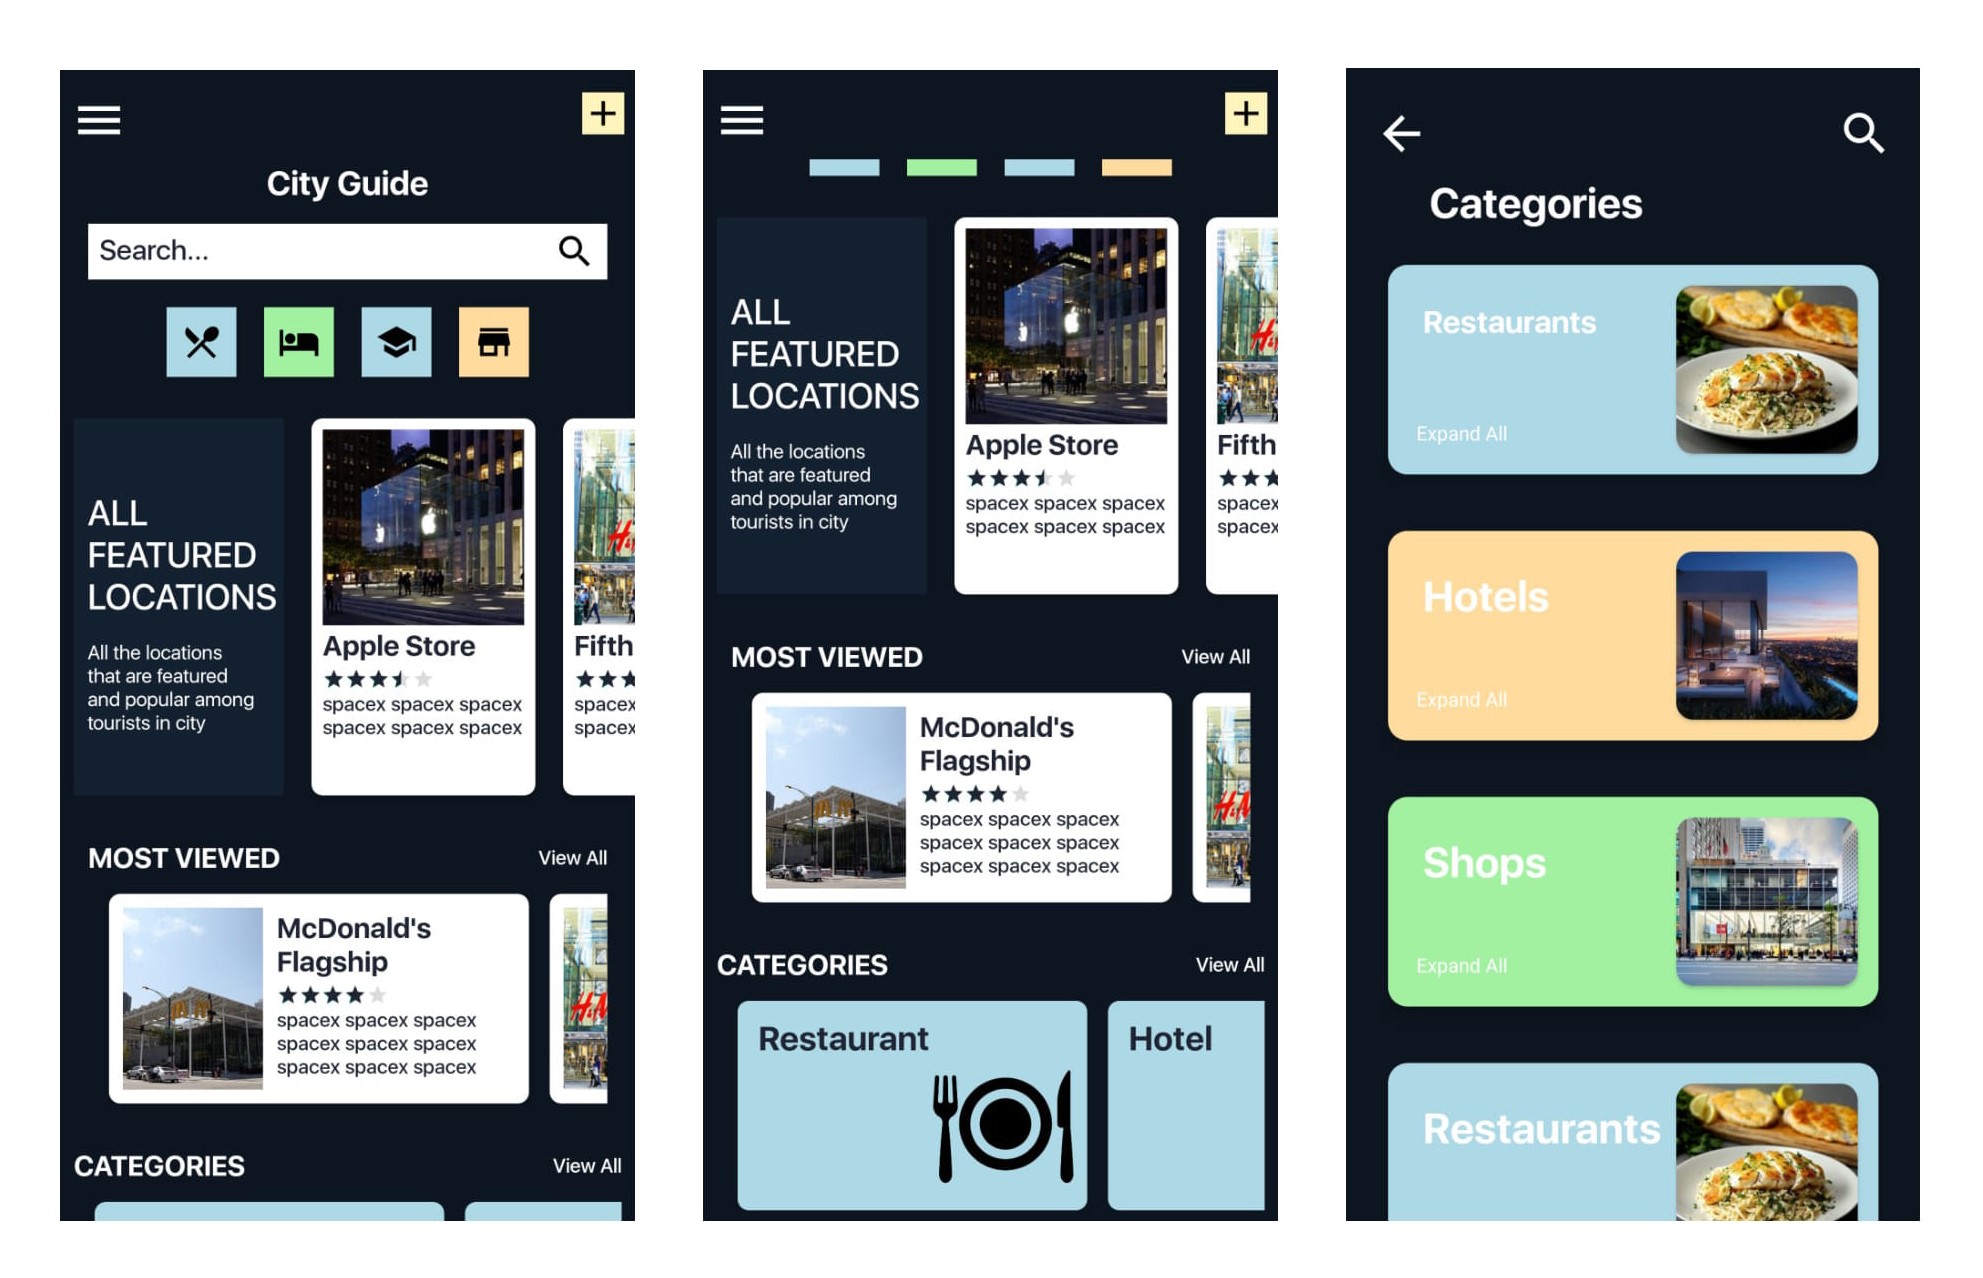 City Guide
Search...
ALL
FEATURED
LOCATIONS
All the locations
that are featured
and popular among
tourists in city
Apple Store
spacex spacex spacex
spacex spacex spacex
Fifth
spacex
spacex
MOST VIEWED
View All
McDonald's
Flagship
spacex spacex spacex
spacex spacex spacex
spacex spacex spacex
H&M
CATEGORIES
View All
ALL
FEATURED
LOCATIONS
All the locations
that are featured
and popular among
tourists in city
Apple Store
spacex spacex spacex
spacex spacex spacex
Fifth
spacex
spacex
MOST VIEWED
View All
McDonald's
Flagship
spacex spacex spacex
spacex spacex spacex
spacex spacex spacex
H&M
CATEGORIES
View All
Restaurant
Hotel
Categories
Restaurants
Expand All
Hotels
Expand All
Shops
Expand All
Restaurants